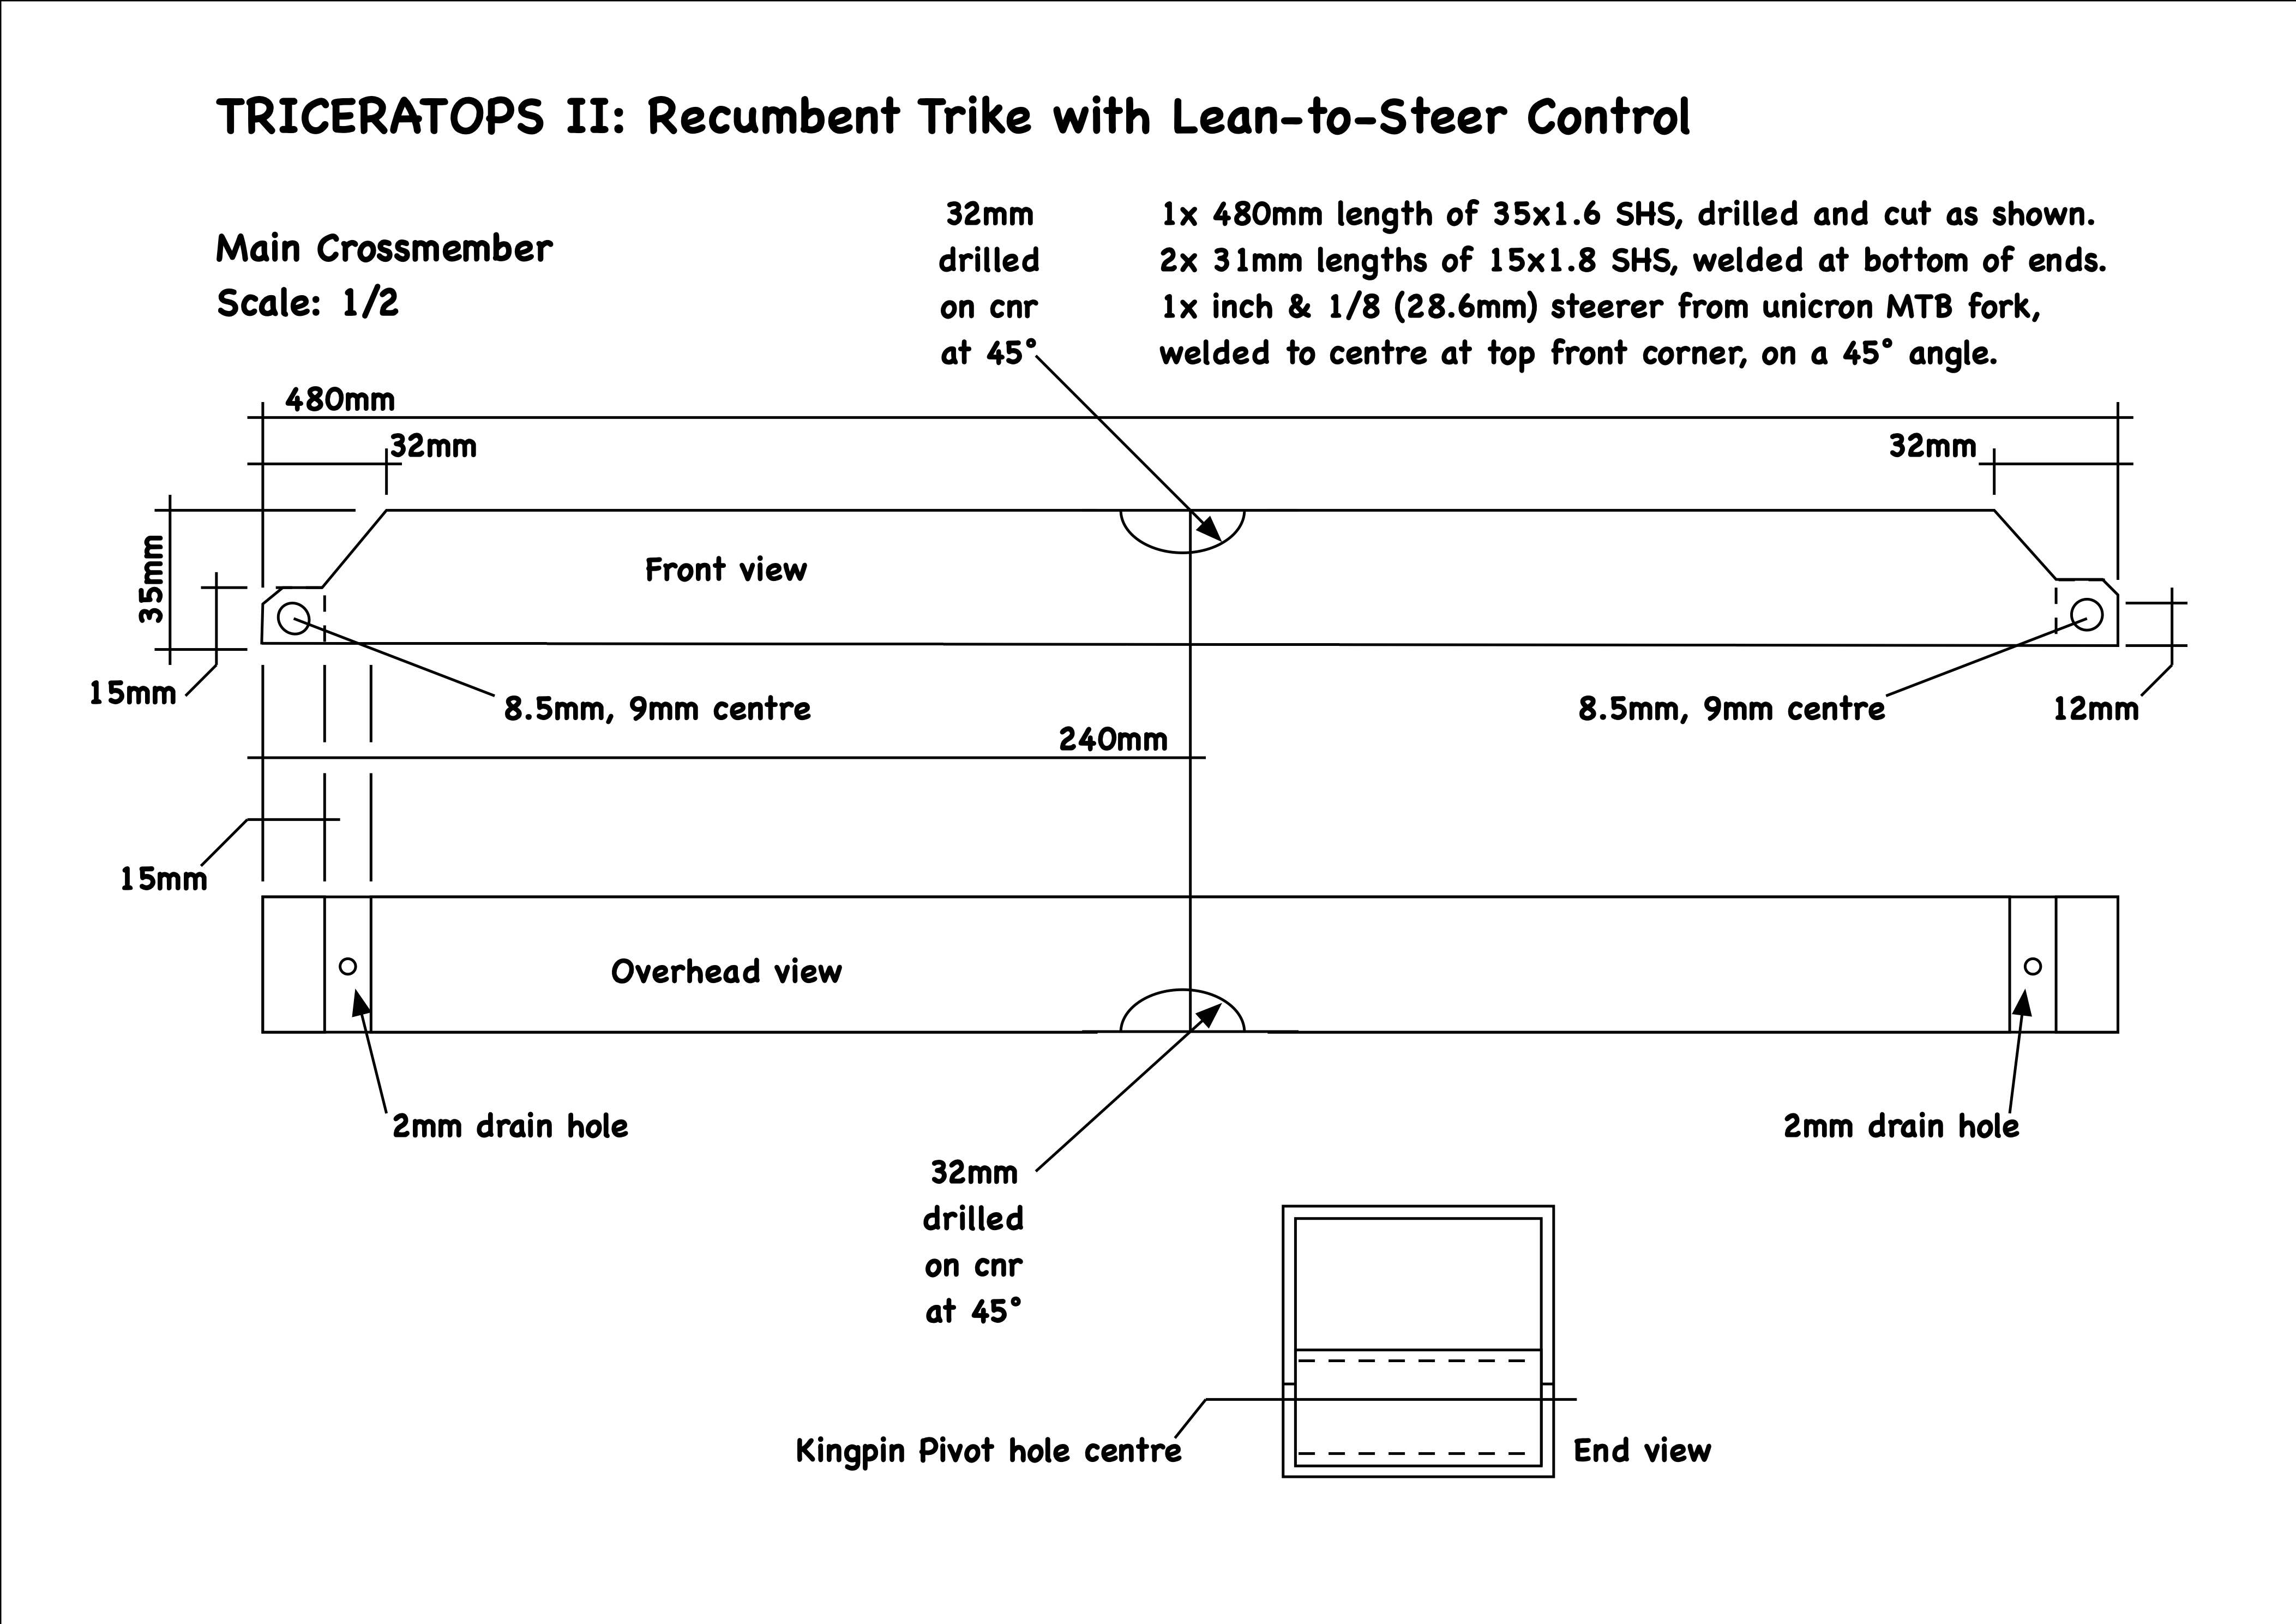 TRICERATOPS II: Recumbent Trike with Lean-to-Steer Control
Main Crossmember
Scale: 1/2
32mm
drilled
on cnr
at 45°
1x 480mm length of 35x1.6 SHS, drilled and cut as shown.
2x 31mm lengths of 15x1.8 SHS, welded at bottom of ends.
1x inch & 1/8 (28.6mm) steerer from unicron MTB fork,
welded to centre at top front corner, on a 45° angle.
480mm
32mm
32mm
35mm
Front view
15mm
8.5mm, 9mm centre
8.5mm, 9mm centre
12mm
240mm
15mm
Overhead view
2mm drain hole
2mm drain hole
32mm
drilled
on cnr
at 45°
Kingpin Pivot hole centre
End view